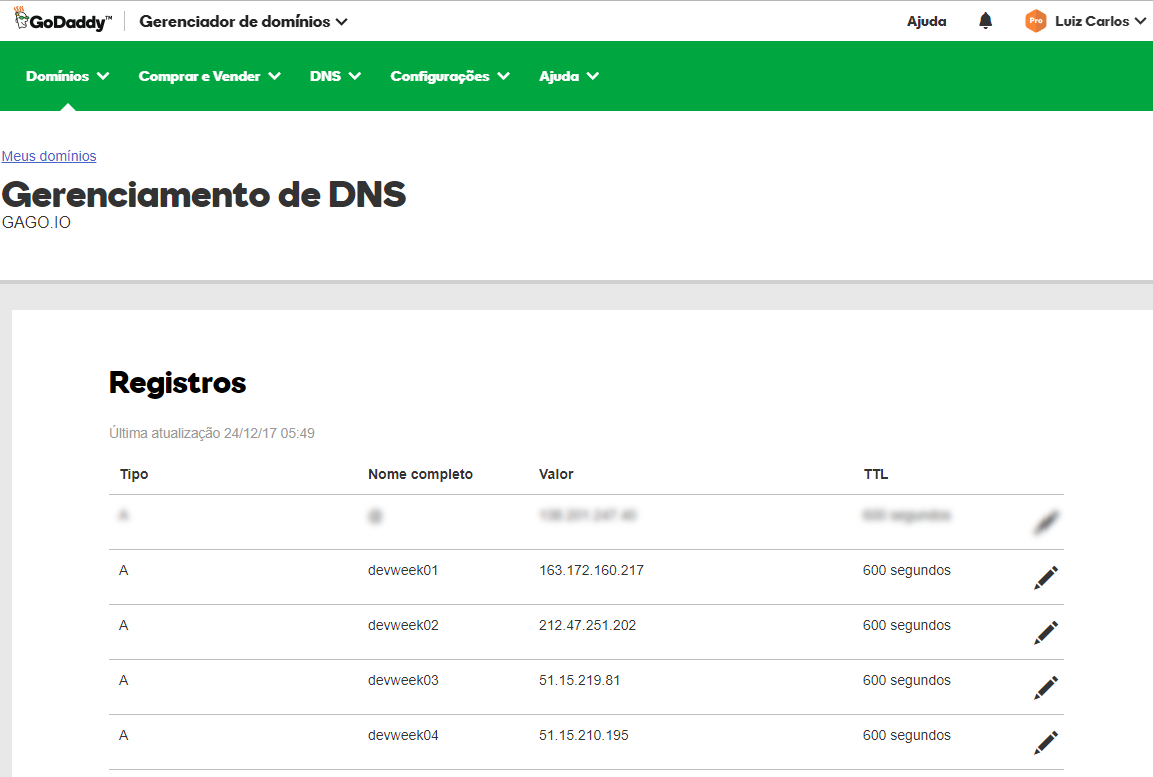 GoDaddy™ Gerenciador de domínios Ajuda Pro Luiz Carlos
Domínios Comprar e Vender DNS Configurações Ajuda
Meus domínios
Gerenciamento de DNS
GAGO.IO
Registros
Última atualização 24/12/17 05:49
Tipo Nome completo Valor TTL
A devweek01 163.172.160.217 600 segundos
A devweek02 212.47.251.202 600 segundos
A devweek03 51.15.219.81 600 segundos
A devweek04 51.15.210.195 600 segundos